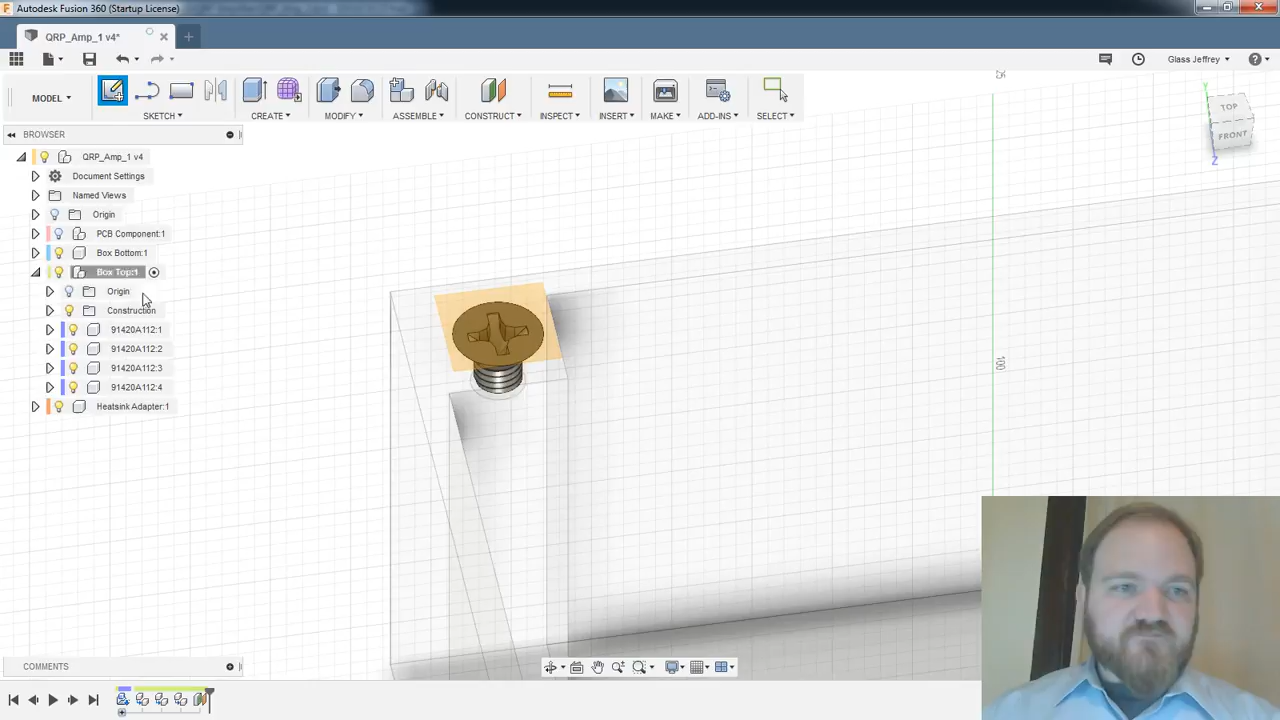 Autodesk Fusion 360 (Startup License)
QRP_Amp_1 v4*
Glass Jeffrey
MODEL
SKETCH
CREATE
MODIFY
ASSEMBLE
CONSTRUCT
INSPECT
INSERT
MAKE
ADD-INS
SELECT
BROWSER
QRP_Amp_1 v4
Document Settings
Named Views
Origin
PCB Component:1
Box Bottom:1
Box Top:1
Origin
Construction
91420A112:1
91420A112:2
91420A112:3
91420A112:4
Heatsink Adapter:1
TOP
FRONT
Y
Z
100
COMMENTS